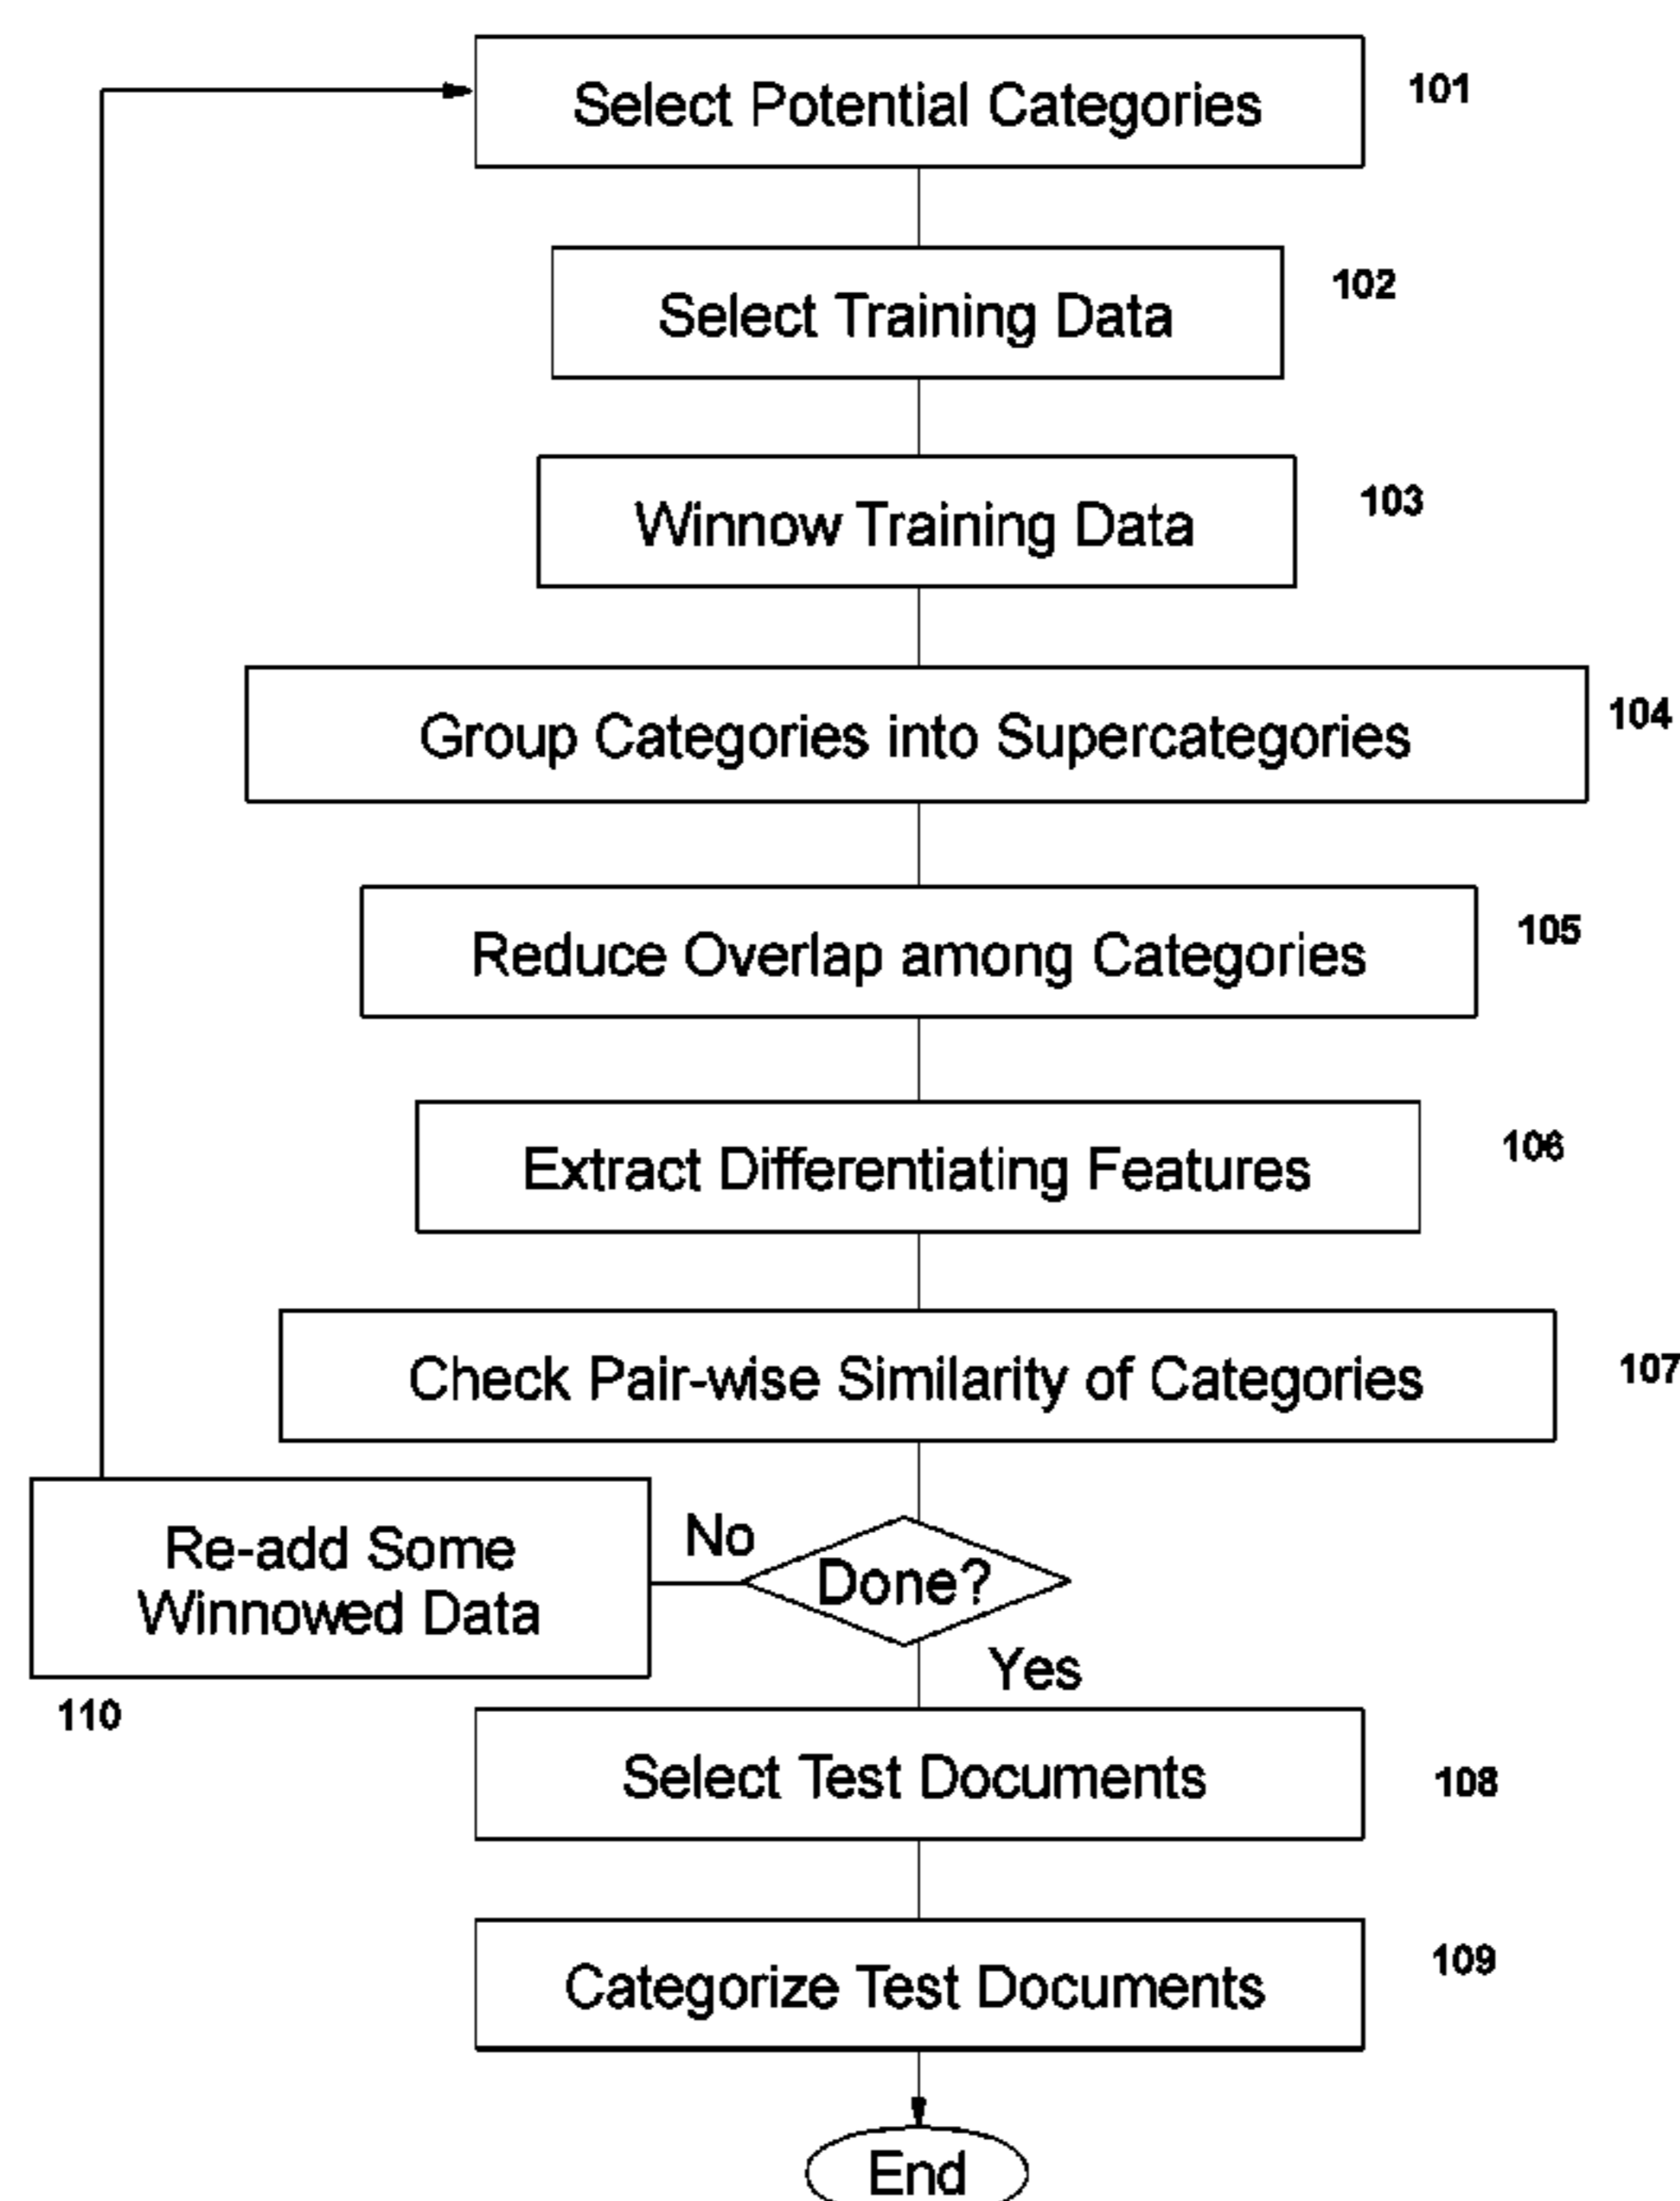 Select Potential Categories
101
Select Training Data
102
Winnow Training Data
103
Group Categories into Supercategories
104
Reduce Overlap among Categories
105
Extract Differentiating Features
106
Check Pair-wise Similarity of Categories
107
Re-add Some
Winnowed Data
110
No
Done?
Yes
Select Test Documents
108
Categorize Test Documents
109
End